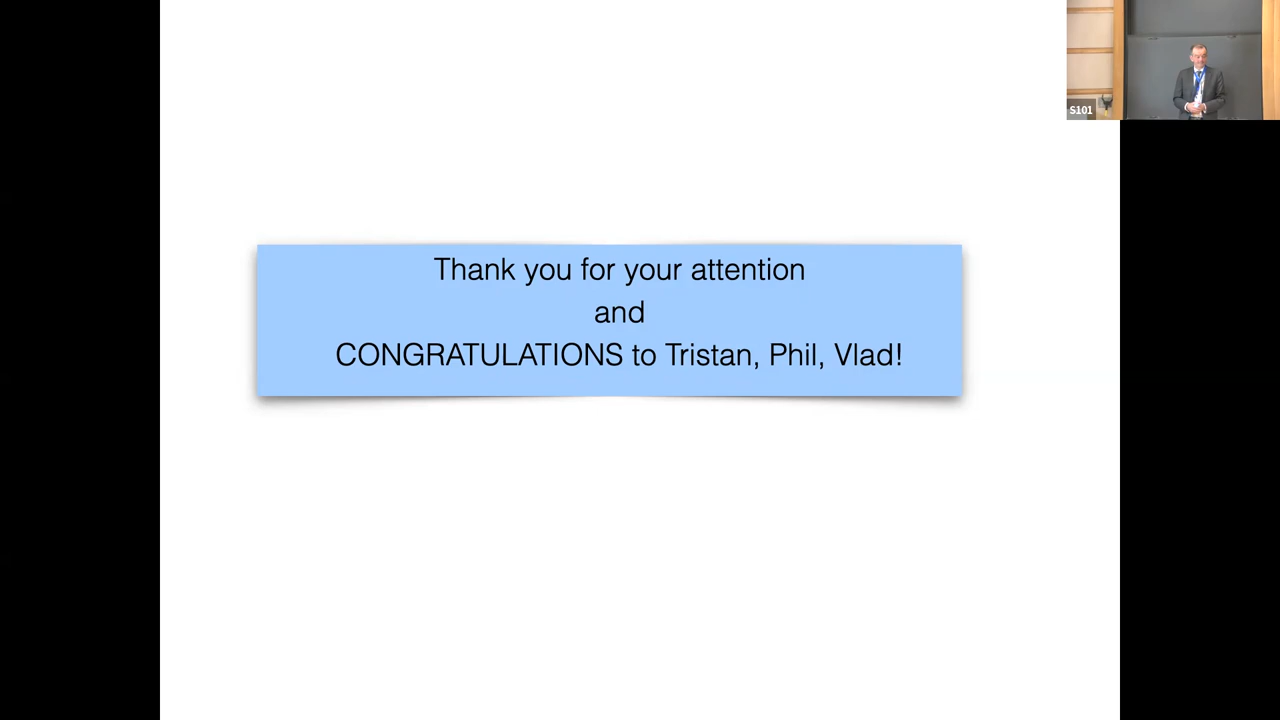 S101
Thank you for your attention
and
CONGRATULATIONS to Tristan, Phil, Vlad!